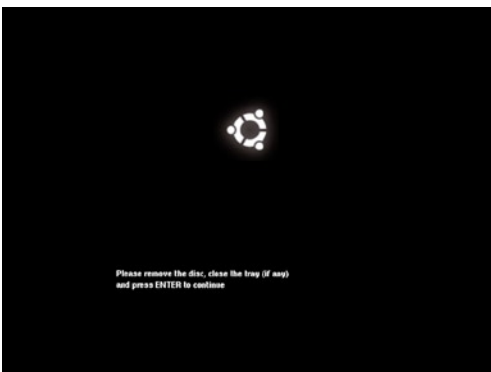 Please remove the disc, close the tray (if any)
and press ENTER to continue